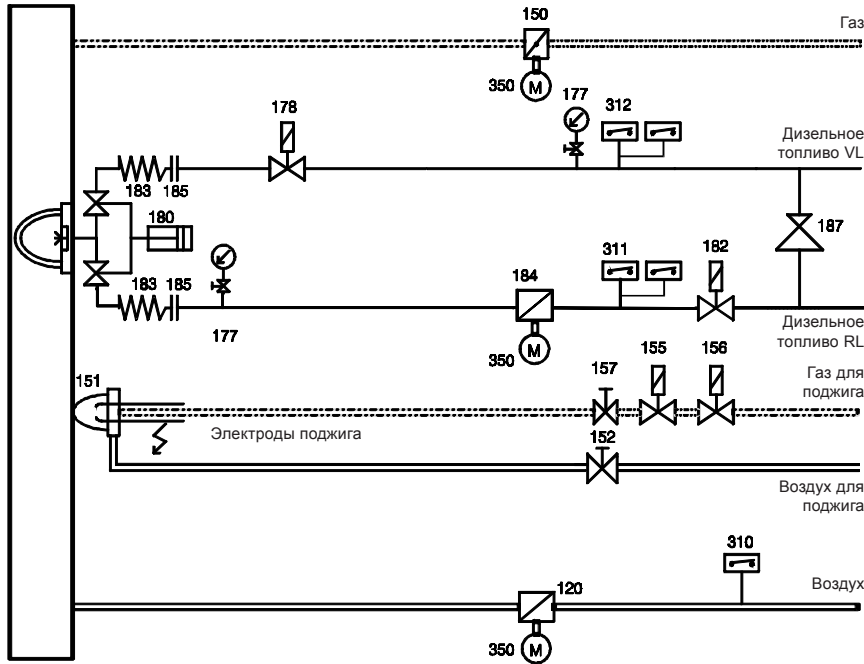 150
Газ
350 M
177
312
178
Дизельное
топливо VL
183 185
180
187
311
182
184
183 185
177
350 M
Дизельное
топливо RL
157
155
156
Газ для
поджига
151
Электроды поджига
152
Воздух для
поджига
310
120
Воздух
350 M